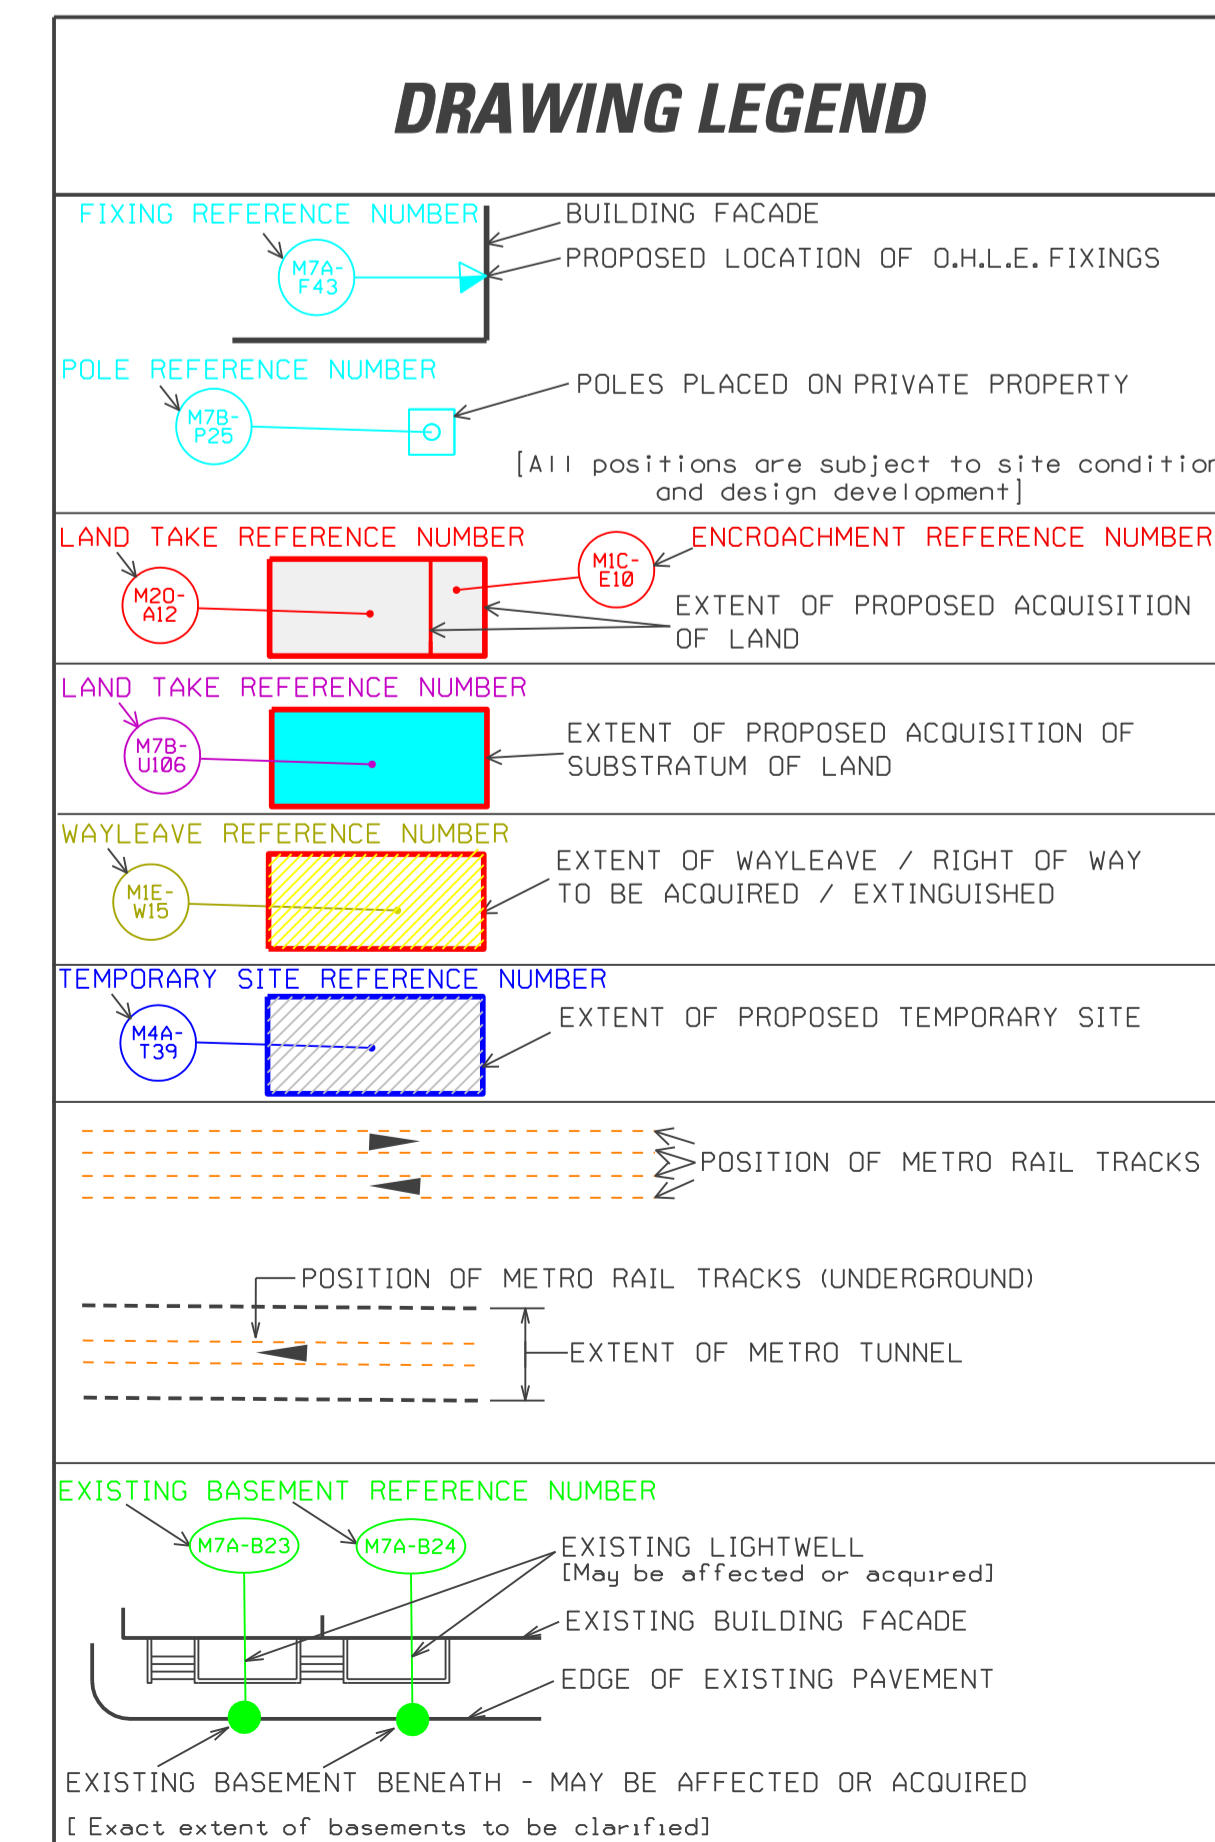 DRAWING LEGEND
FIXING REFERENCE NUMBER
BUILDING FACADE
M7A-
F43
PROPOSED LOCATION OF O.H.L.E. FIXINGS
POLE REFERENCE NUMBER
M7B-
P25
POLES PLACED ON PRIVATE PROPERTY
[All positions are subject to site condition
and design development]
LAND TAKE REFERENCE NUMBER
M20-
A12
M1C-
E10
ENCROACHMENT REFERENCE NUMBER
EXTENT OF PROPOSED ACQUISITION
OF LAND
LAND TAKE REFERENCE NUMBER
M7B-
U106
EXTENT OF PROPOSED ACQUISITION OF
SUBSTRATUM OF LAND
WAYLEAVE REFERENCE NUMBER
M1E-
W15
EXTENT OF WAYLEAVE / RIGHT OF WAY
TO BE ACQUIRED / EXTINGUISHED
TEMPORARY SITE REFERENCE NUMBER
M4A-
T39
EXTENT OF PROPOSED TEMPORARY SITE
POSITION OF METRO RAIL TRACKS
POSITION OF METRO RAIL TRACKS (UNDERGROUND)
EXTENT OF METRO TUNNEL
EXISTING BASEMENT REFERENCE NUMBER
M7A-B23
M7A-B24
EXISTING LIGHTWELL
[May be affected or acquired]
EXISTING BUILDING FACADE
EDGE OF EXISTING PAVEMENT
EXISTING BASEMENT BENEATH - MAY BE AFFECTED OR ACQUIRED
[ Exact extent of basements to be clarified]